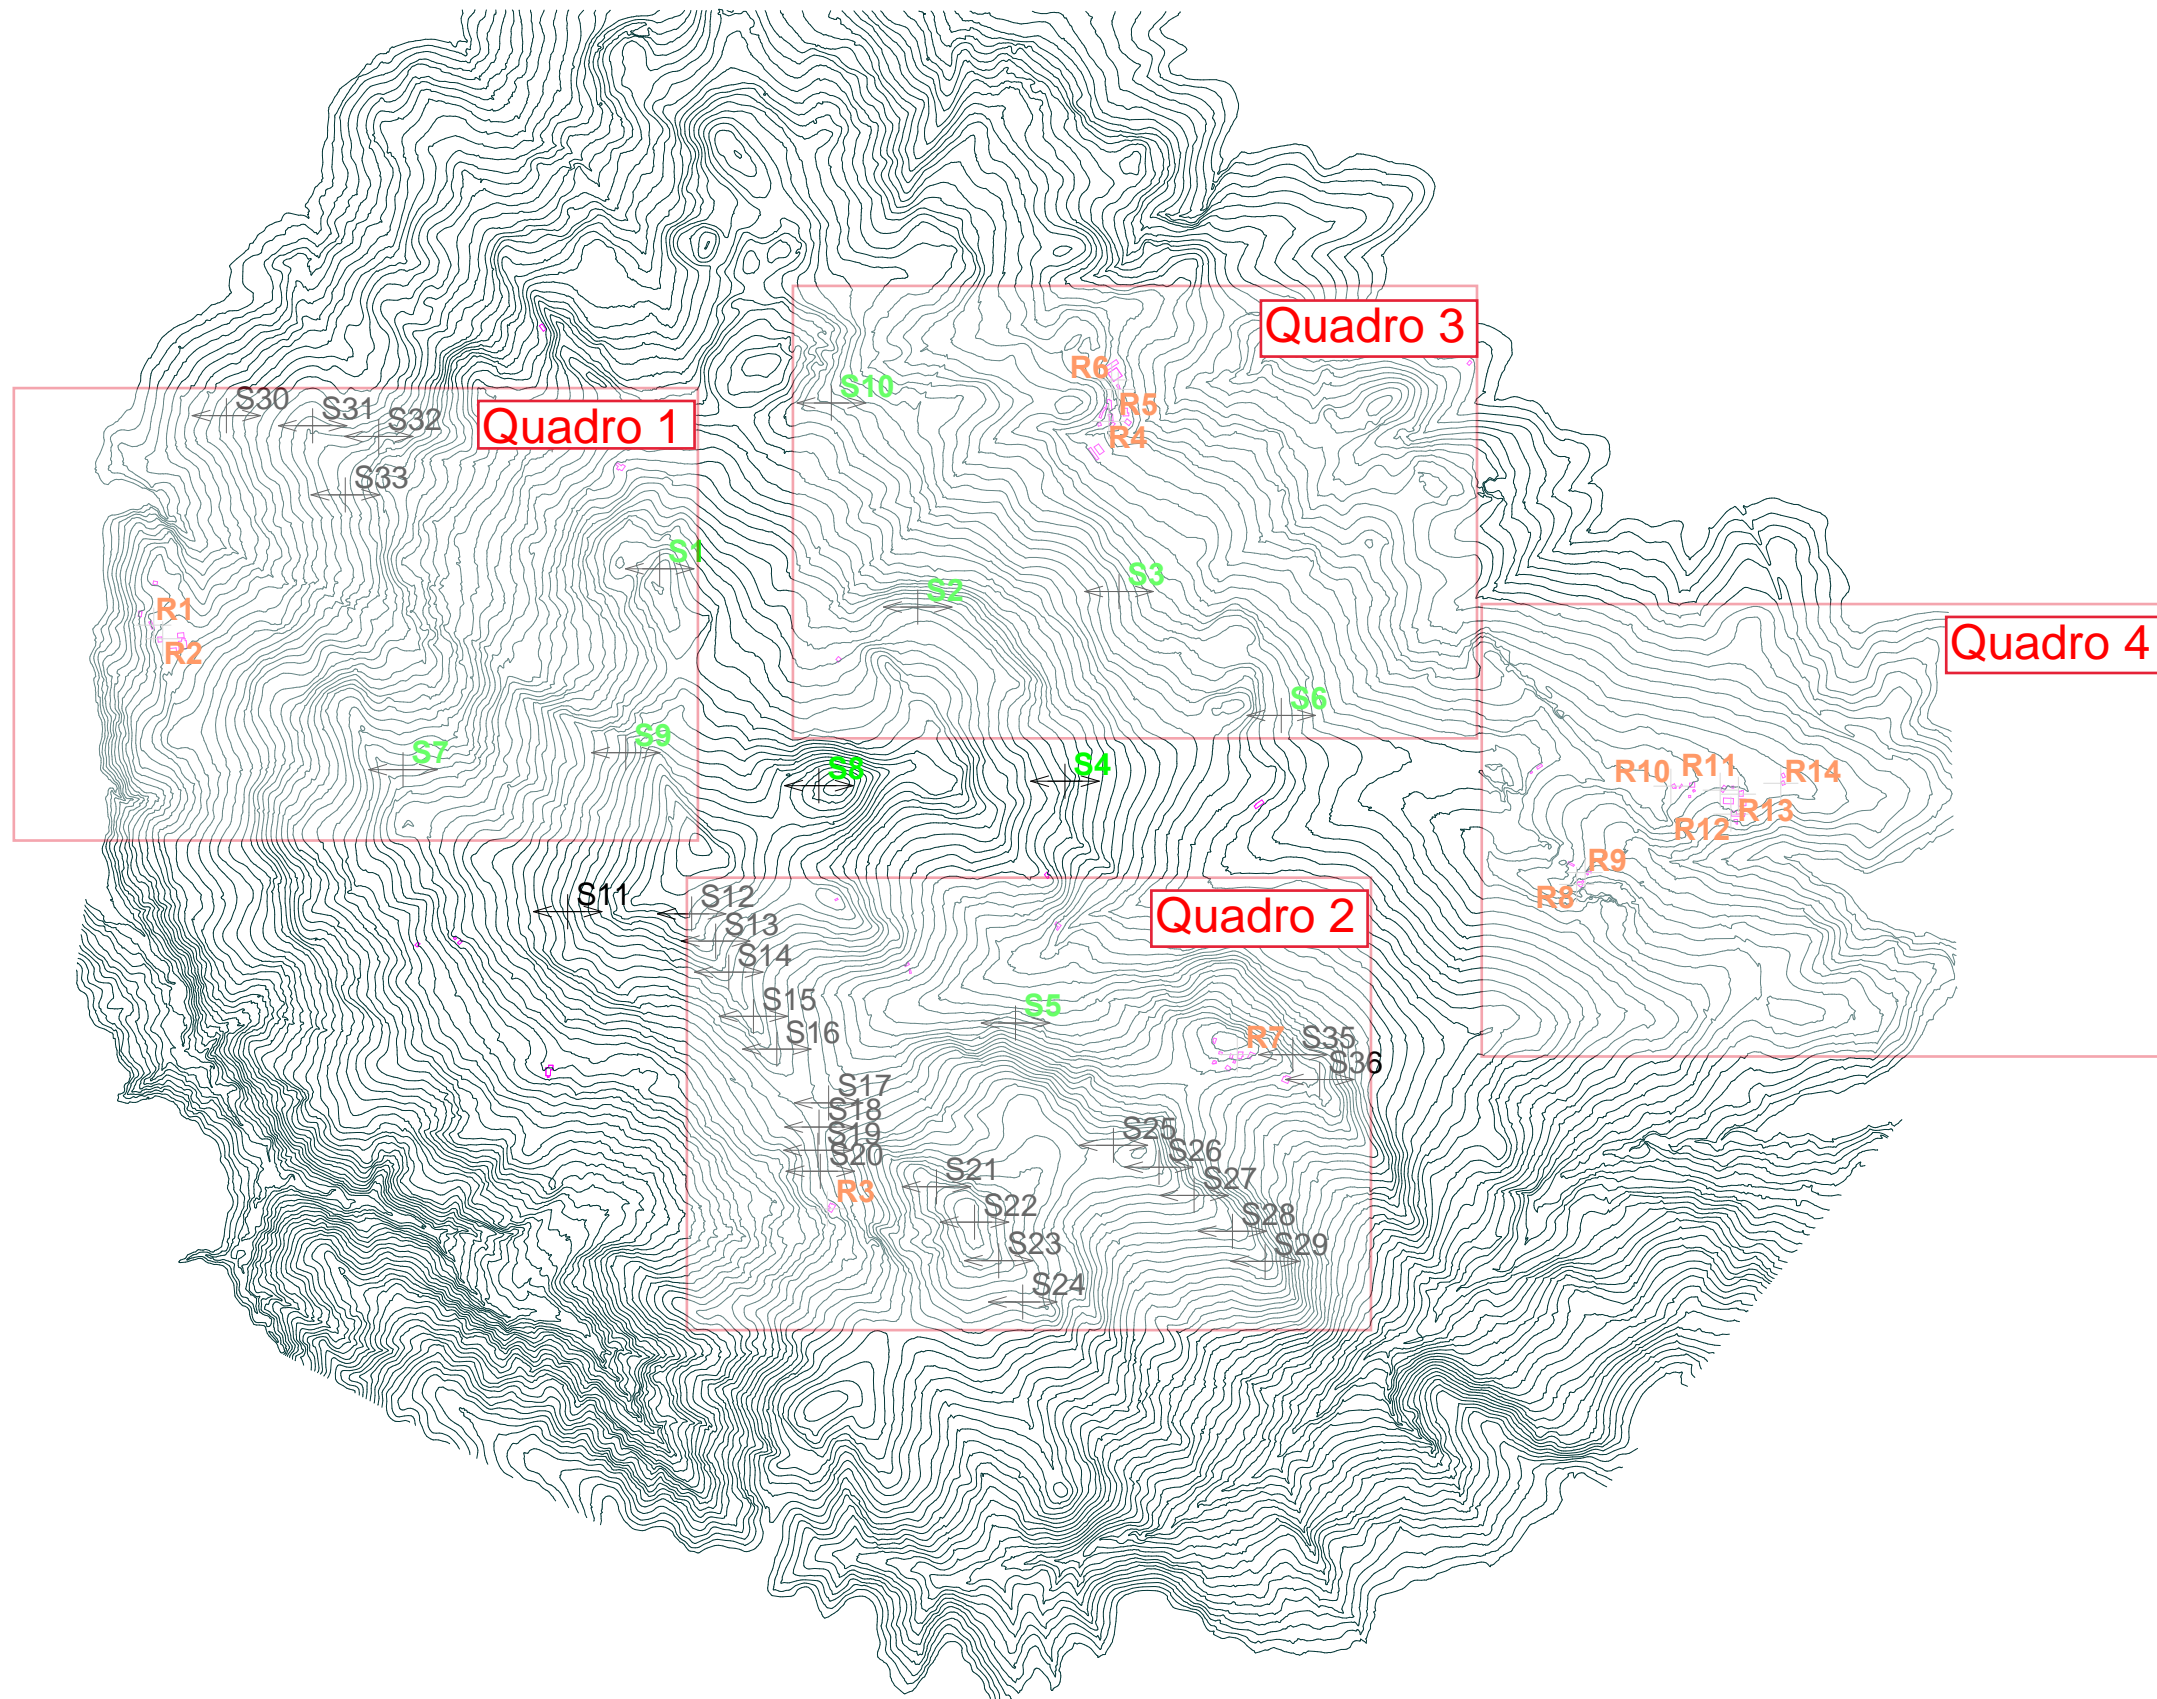 Quadro 3
R6
S10
S30
S31
R5
S32
Quadro 1
R4
S33
S1
S3
S2
R1
Quadro 4
R2
S6
S9
S7
S8
S4
R10
R11
R14
R13
R12
R9
R8
S11
S12
Quadro 2
S13
S14
S15
S5
S16
R7
S35
S36
S17
S18
S19
S20
S25
S26
S21
R3
S27
S22
S28
S23
S29
S24